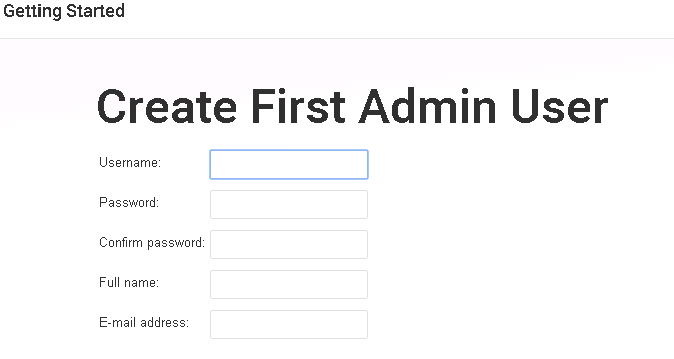 Getting Started
Create First Admin User
Username:
Password:
Confirm password:
Full name:
E-mail address: